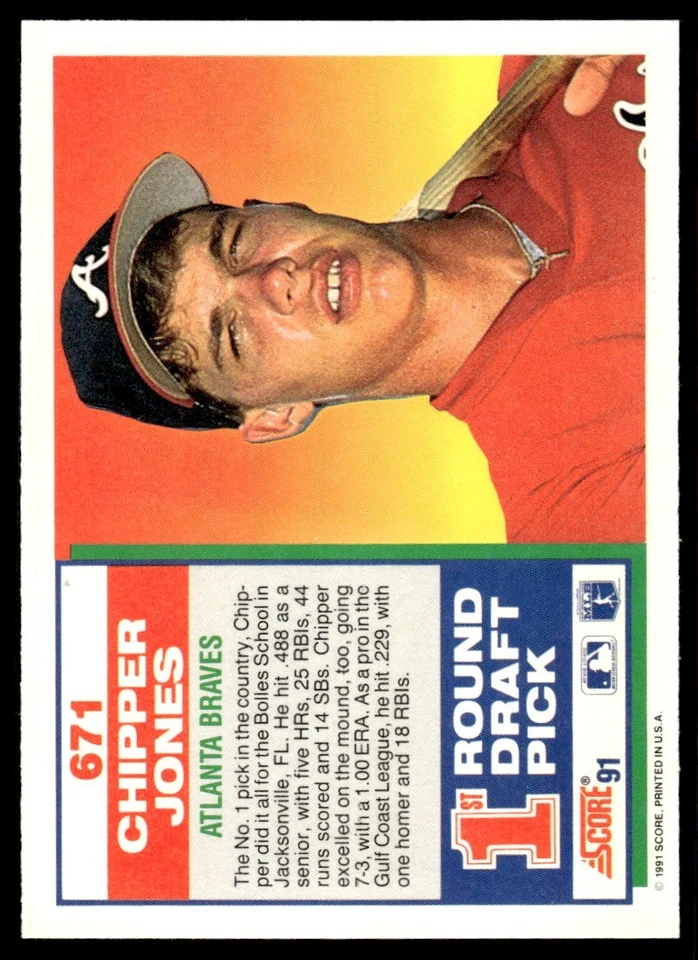 671
CHIPPER
JONES
ATLANTA BRAVES
The No. 1 pick in the country, Chip-
per did it all for the Bolles School in
Jacksonville, FL. He hit .488 as a
senior, with five HRs, 25 RBIs, 44
runs scored and 14 SBs. Chipper
excelled on the mound, too, going
7-3, with a 1.00 ERA. As a pro in the
Gulf Coast League, he hit .229, with
one homer and 18 RBIs.
1ST ROUND
DRAFT
PICK
SCORE® 91
MLB
© 1991 SCORE, PRINTED IN U.S.A.
A